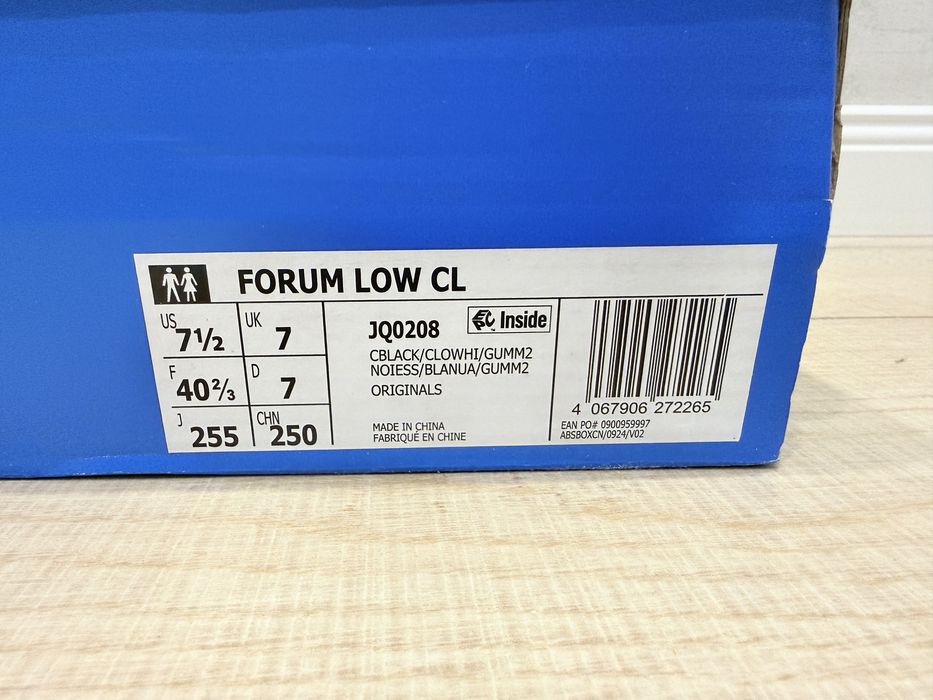 FORUM LOW CL
US 7½ UK 7
F 40⅔ D 7
J 255 CHN 250
JQ0208 Inside
CBLACK/CLOWHI/GUMM2
NOIESS/BLANUA/GUMM2
ORIGINALS
MADE IN CHINA
FABRIQUÉ EN CHINE
4 067906 272265
EAN PO# 0900959997
ABSBOXCN/0924/V02